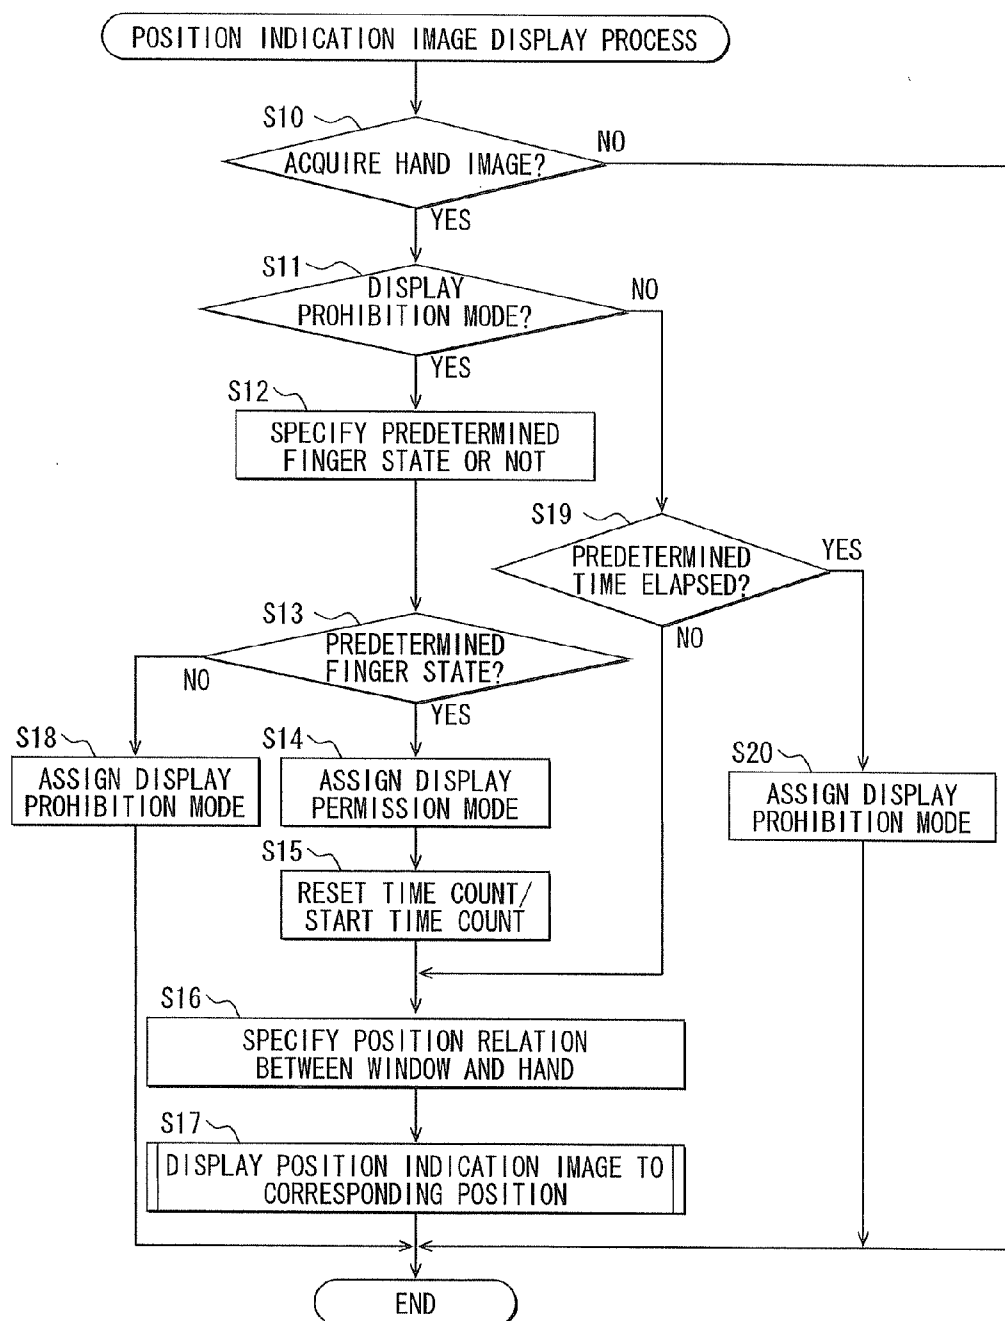 POSITION INDICATION IMAGE DISPLAY PROCESS
S10
ACQUIRE HAND IMAGE?
NO
YES
S11
DISPLAY
PROHIBITION MODE?
NO
YES
S12
SPECIFY PREDETERMINED
FINGER STATE OR NOT
S19
PREDETERMINED
TIME ELAPSED?
YES
NO
S13
PREDETERMINED
FINGER STATE?
NO
YES
S18
ASSIGN DISPLAY
PROHIBITION MODE
S14
ASSIGN DISPLAY
PERMISSION MODE
S20
ASSIGN DISPLAY
PROHIBITION MODE
S15
RESET TIME COUNT/
START TIME COUNT
S16
SPECIFY POSITION RELATION
BETWEEN WINDOW AND HAND
S17
DISPLAY POSITION INDICATION IMAGE TO
CORRESPONDING POSITION
END